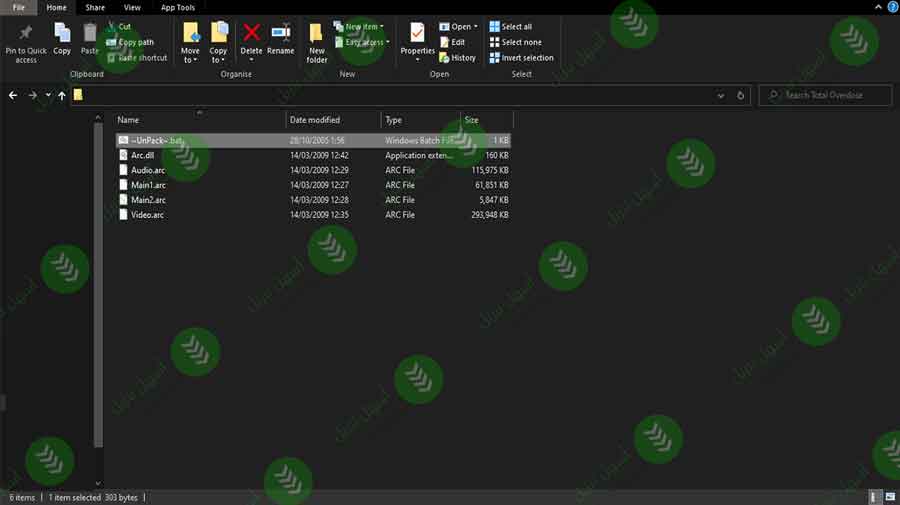 File Home Share View App Tools
Pin to Quick access
Copy
Paste
Cut
Copy path
Paste shortcut
Clipboard
Move to
Copy to
Delete
Rename
Organise
New folder
New item
Easy access
New
Properties
Open
Edit
History
Open
Select all
Select none
Invert selection
Select
Search Total Overdose
Name Date modified Type Size
~UnPack~.bat 28/10/2005 1:56 Windows Batch File 1 KB
Arc.dll 14/03/2009 12:42 Application exten... 160 KB
Audio.arc 14/03/2009 12:29 ARC File 115,975 KB
Main1.arc 14/03/2009 12:27 ARC File 61,851 KB
Main2.arc 14/03/2009 12:28 ARC File 5,847 KB
Video.arc 14/03/2009 12:35 ARC File 293,948 KB
6 items 1 item selected 303 bytes